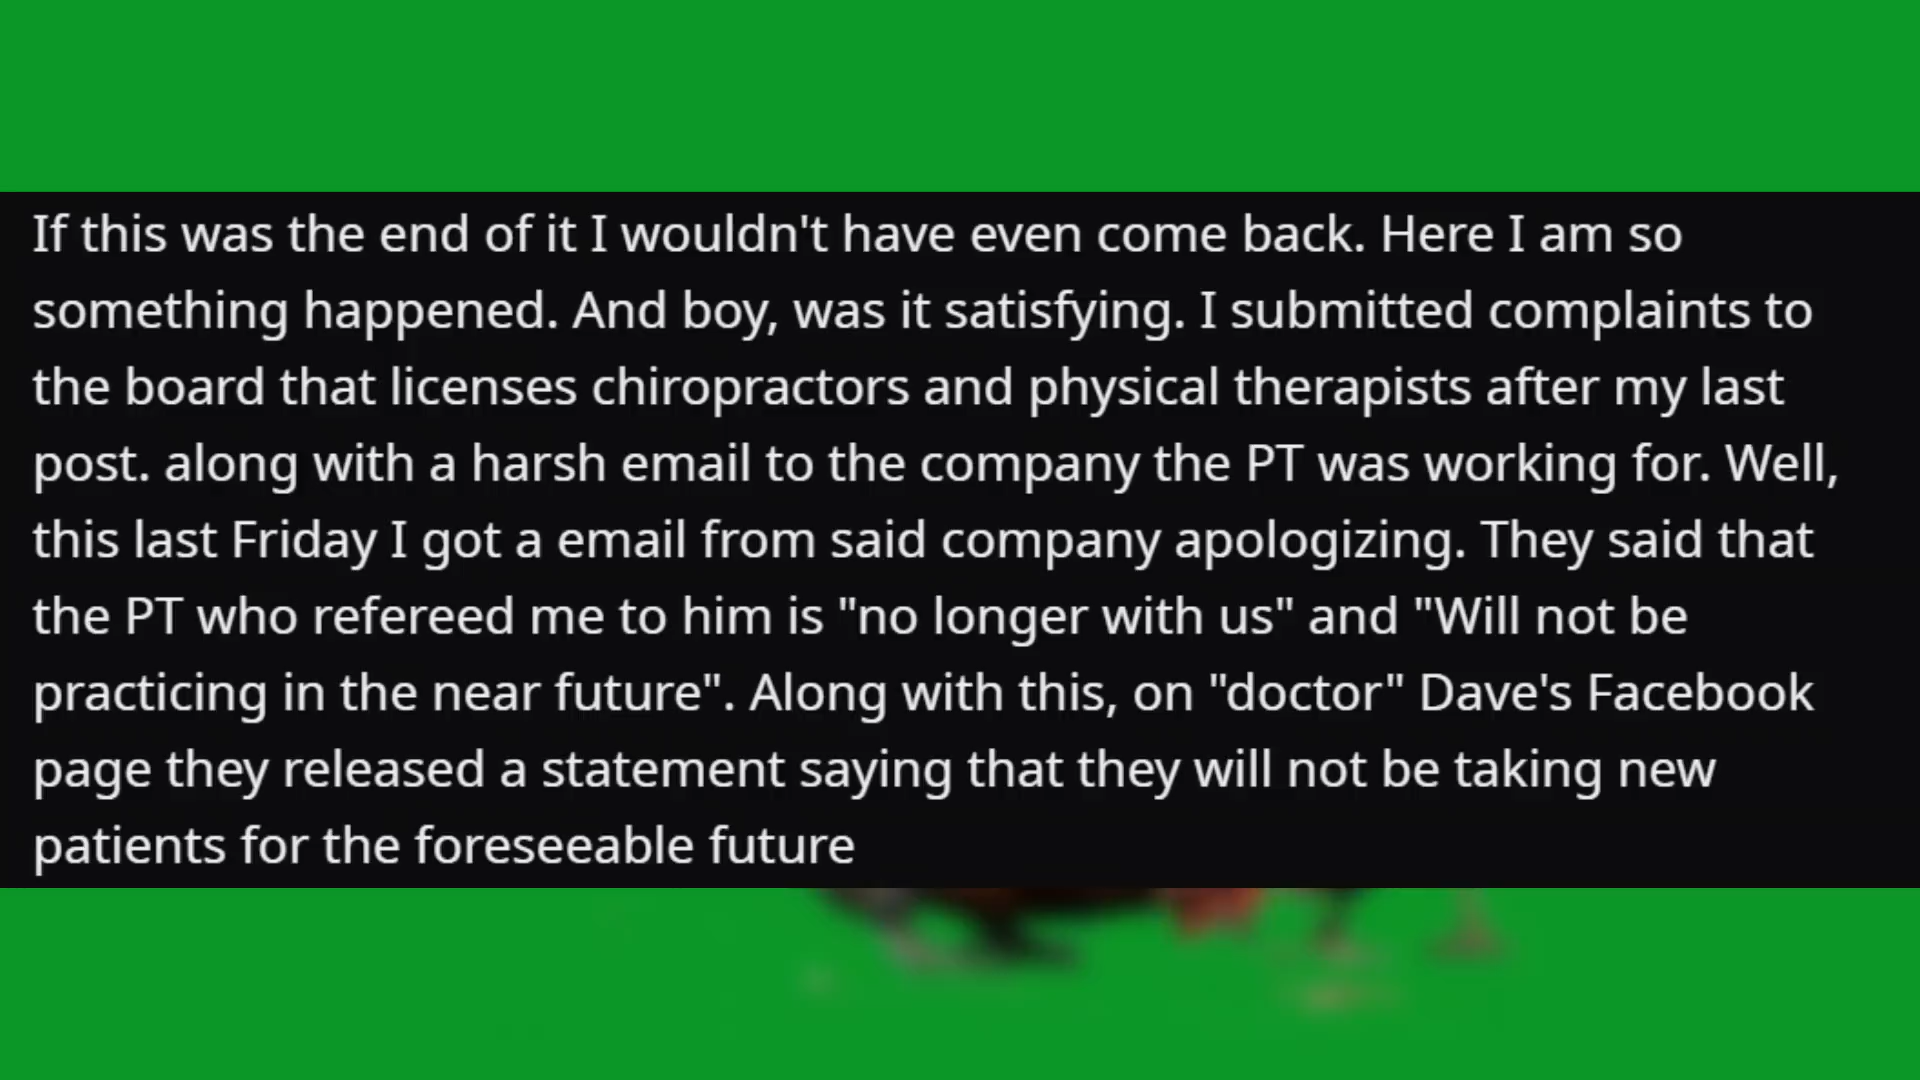 If this was the end of it I wouldn't have even come back. Here I am so
something happened. And boy, was it satisfying. I submitted complaints to
the board that licenses chiropractors and physical therapists after my last
post. along with a harsh email to the company the PT was working for. Well,
this last Friday I got a email from said company apologizing. They said that
the PT who refereed me to him is "no longer with us" and "Will not be
practicing in the near future". Along with this, on "doctor" Dave's Facebook
page they released a statement saying that they will not be taking new
patients for the foreseeable future